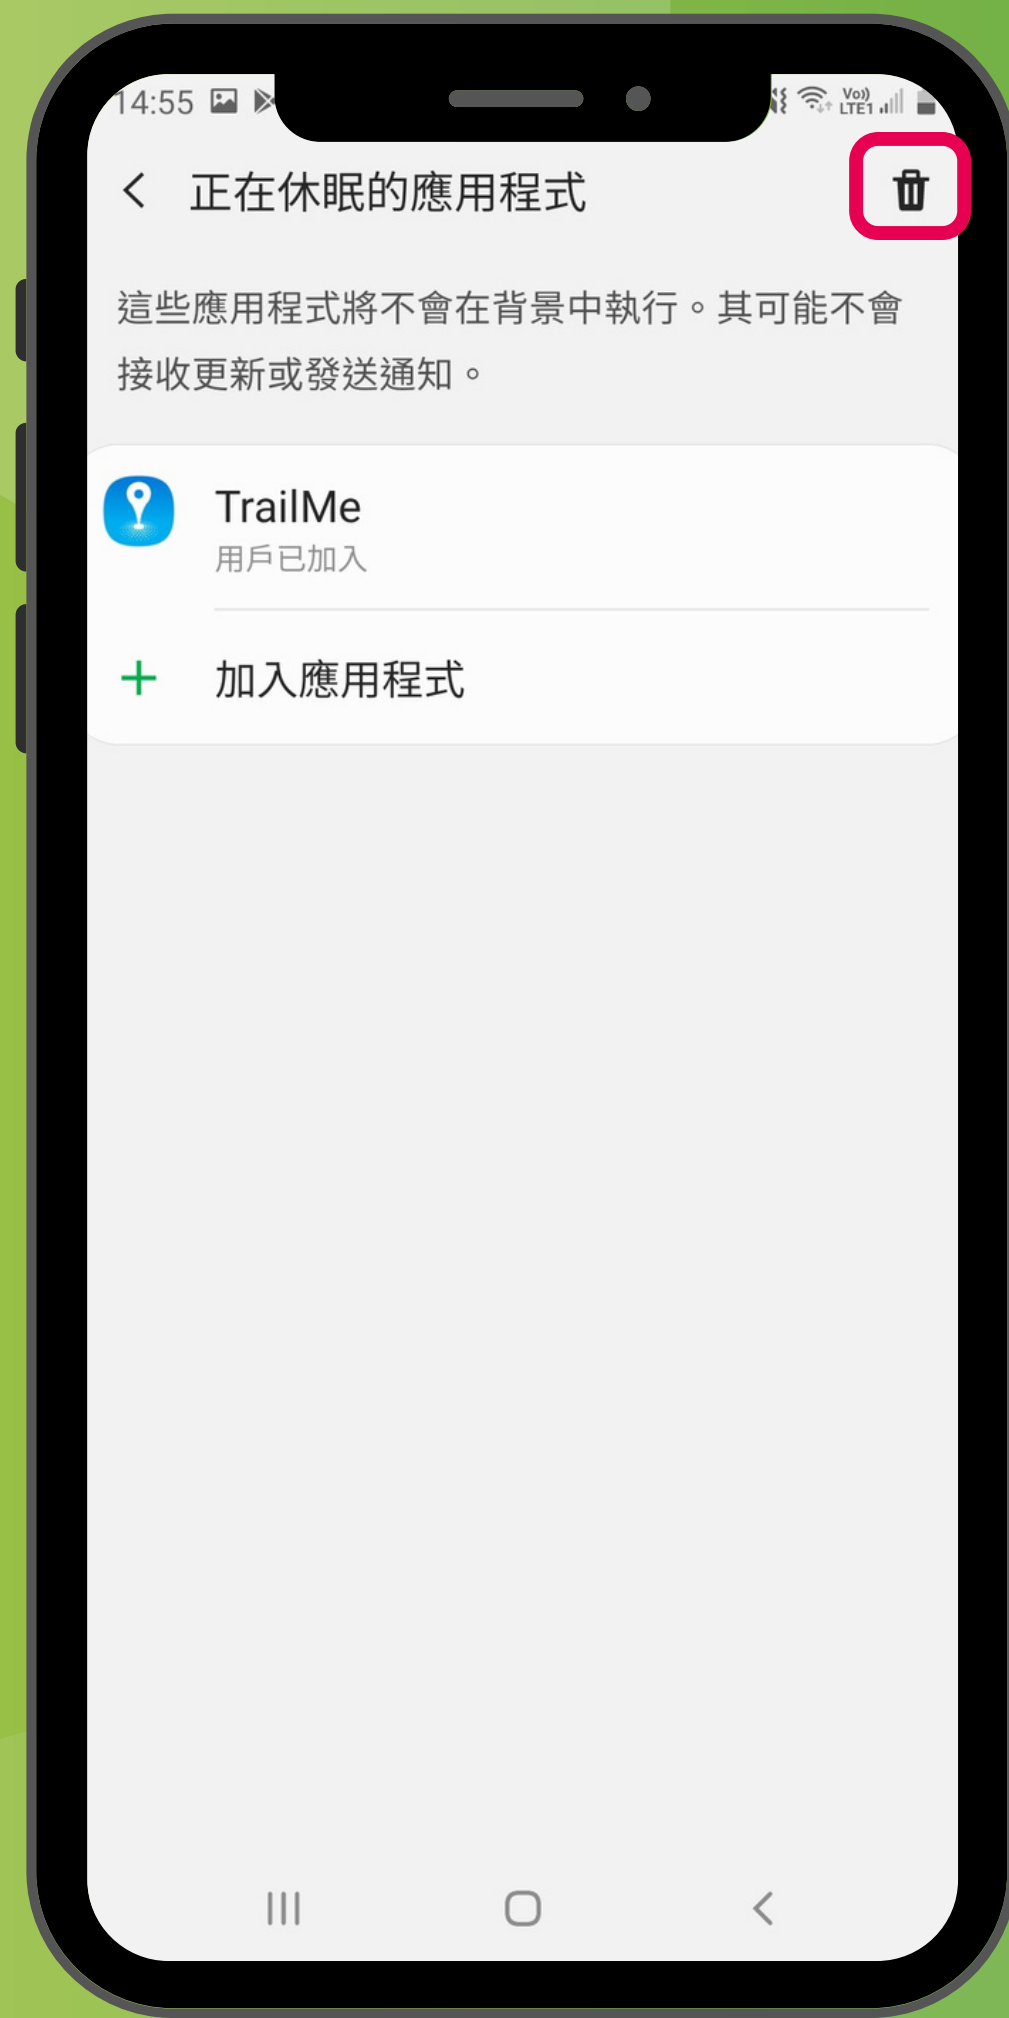 14:55
Vo))
LTE1
正在休眠的應用程式
這些應用程式將不會在背景中執行。其可能不會
接收更新或發送通知。
TrailMe
用戶已加入
加入應用程式